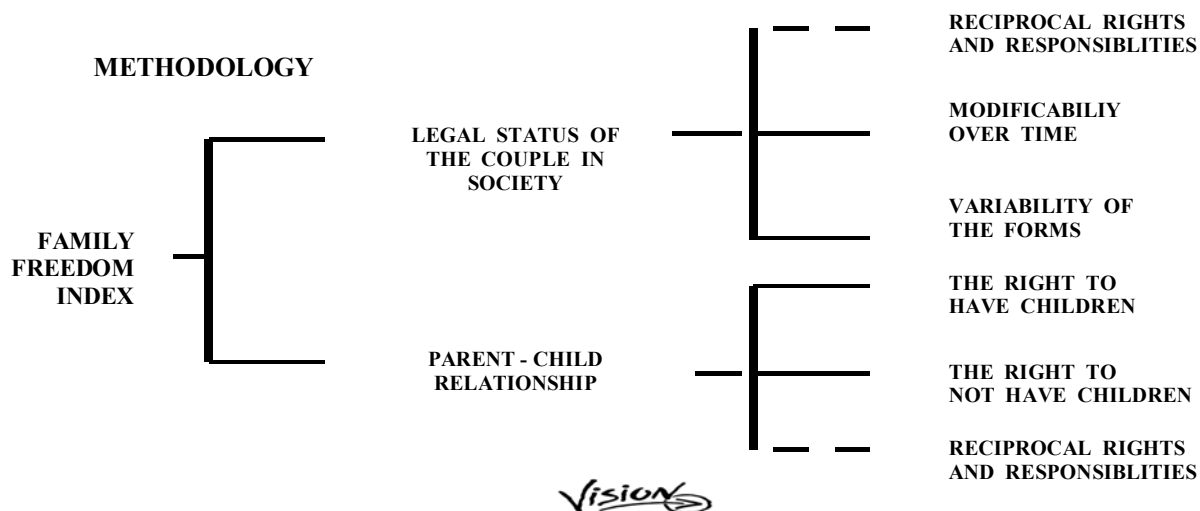 METHODOLOGY
FAMILY
FREEDOM
INDEX
LEGAL STATUS OF
THE COUPLE IN
SOCIETY
RECIPROCAL RIGHTS
AND RESPONSIBLITIES
MODIFICABILIY
OVER TIME
VARIABILITY OF
THE FORMS
PARENT - CHILD
RELATIONSHIP
THE RIGHT TO
HAVE CHILDREN
THE RIGHT TO
NOT HAVE CHILDREN
RECIPROCAL RIGHTS
AND RESPONSIBLITIES
VISION